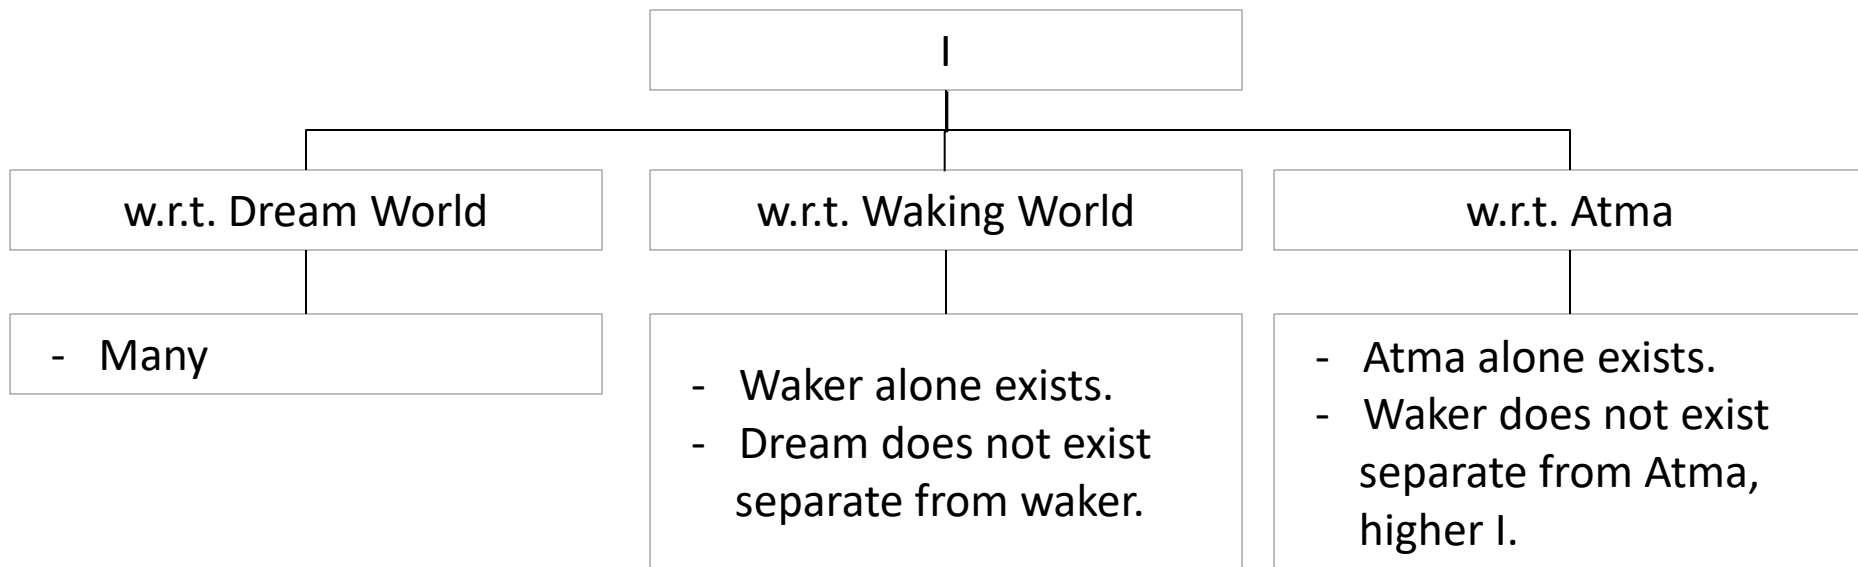 I
w.r.t. Dream World
w.r.t. Waking World
w.r.t. Atma
- Many
- Waker alone exists.
- Dream does not exist
separate from waker.
- Atma alone exists.
- Waker does not exist
separate from Atma,
higher I.